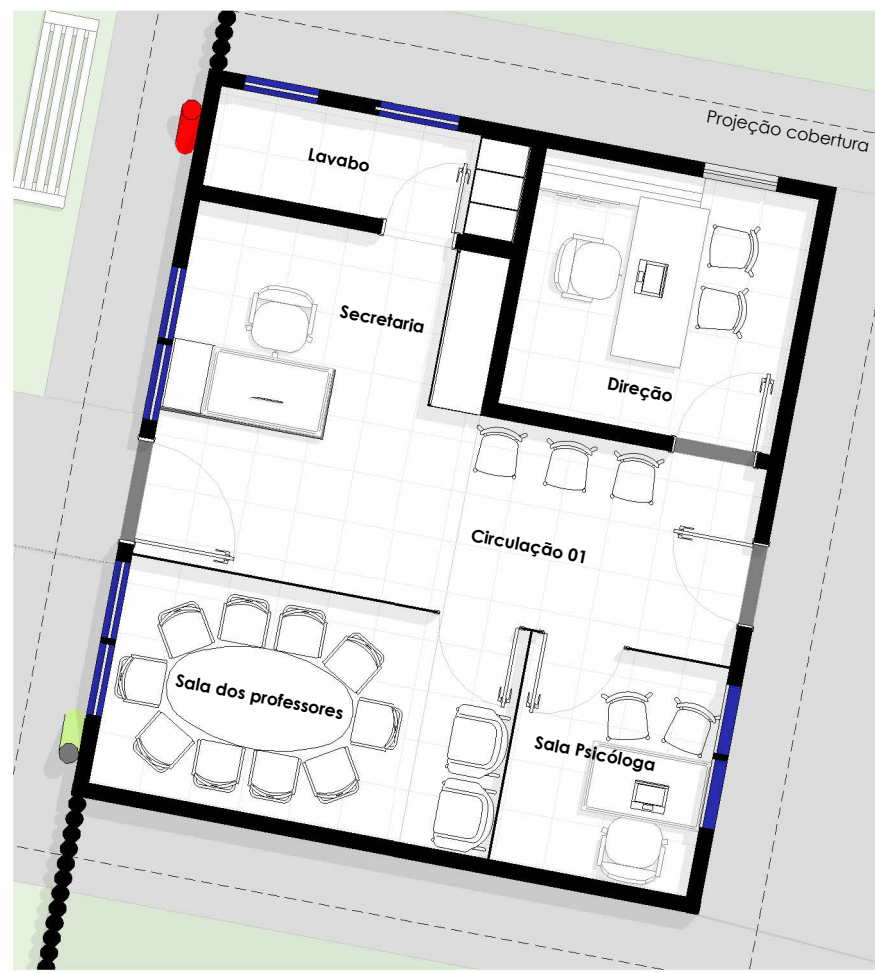 Projeção cobertura
Lavabo
Secretaria
Direção
Circulação 01
Sala dos professores
Sala Psicóloga